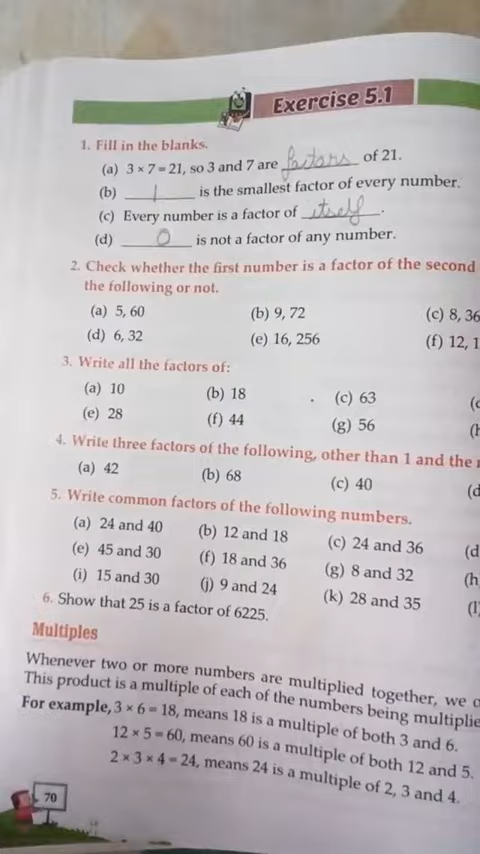 Exercise 5.1
1. Fill in the blanks.
(a) 3 × 7 = 21, so 3 and 7 are factors of 21.
(b) 1 is the smallest factor of every number.
(c) Every number is a factor of itself.
(d) 0 is not a factor of any number.
2. Check whether the first number is a factor of the second
the following or not.
(a) 5, 60 (b) 9, 72 (c) 8, 36
(d) 6, 32 (e) 16, 256 (f) 12, 1
3. Write all the factors of:
(a) 10 (b) 18 (c) 63
(e) 28 (f) 44 (g) 56
4. Write three factors of the following, other than 1 and the
(a) 42 (b) 68 (c) 40
5. Write common factors of the following numbers.
(a) 24 and 40 (b) 12 and 18 (c) 24 and 36 (d
(e) 45 and 30 (f) 18 and 36 (g) 8 and 32 (h
(i) 15 and 30 (j) 9 and 24 (k) 28 and 35 (l
6. Show that 25 is a factor of 6225.
Multiples
Whenever two or more numbers are multiplied together, we
This product is a multiple of each of the numbers being multiplie
For example, 3 × 6 = 18, means 18 is a multiple of both 3 and 6.
12 × 5 = 60, means 60 is a multiple of both 12 and 5.
2 × 3 × 4 = 24, means 24 is a multiple of 2, 3 and 4.
70